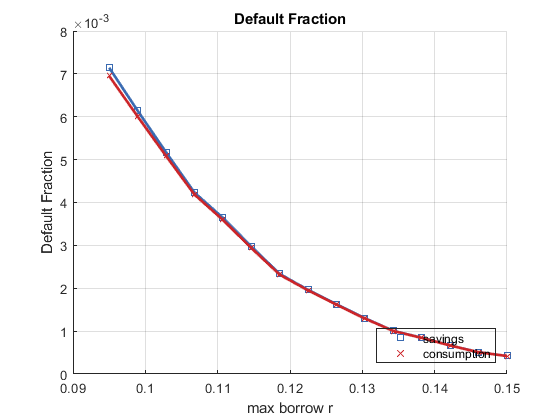 Default Fraction
×10⁻³
8
7
6
5
4
3
2
1
0
Default Fraction
savings
consumption
0.09 0.1 0.11 0.12 0.13 0.14 0.15
max borrow r